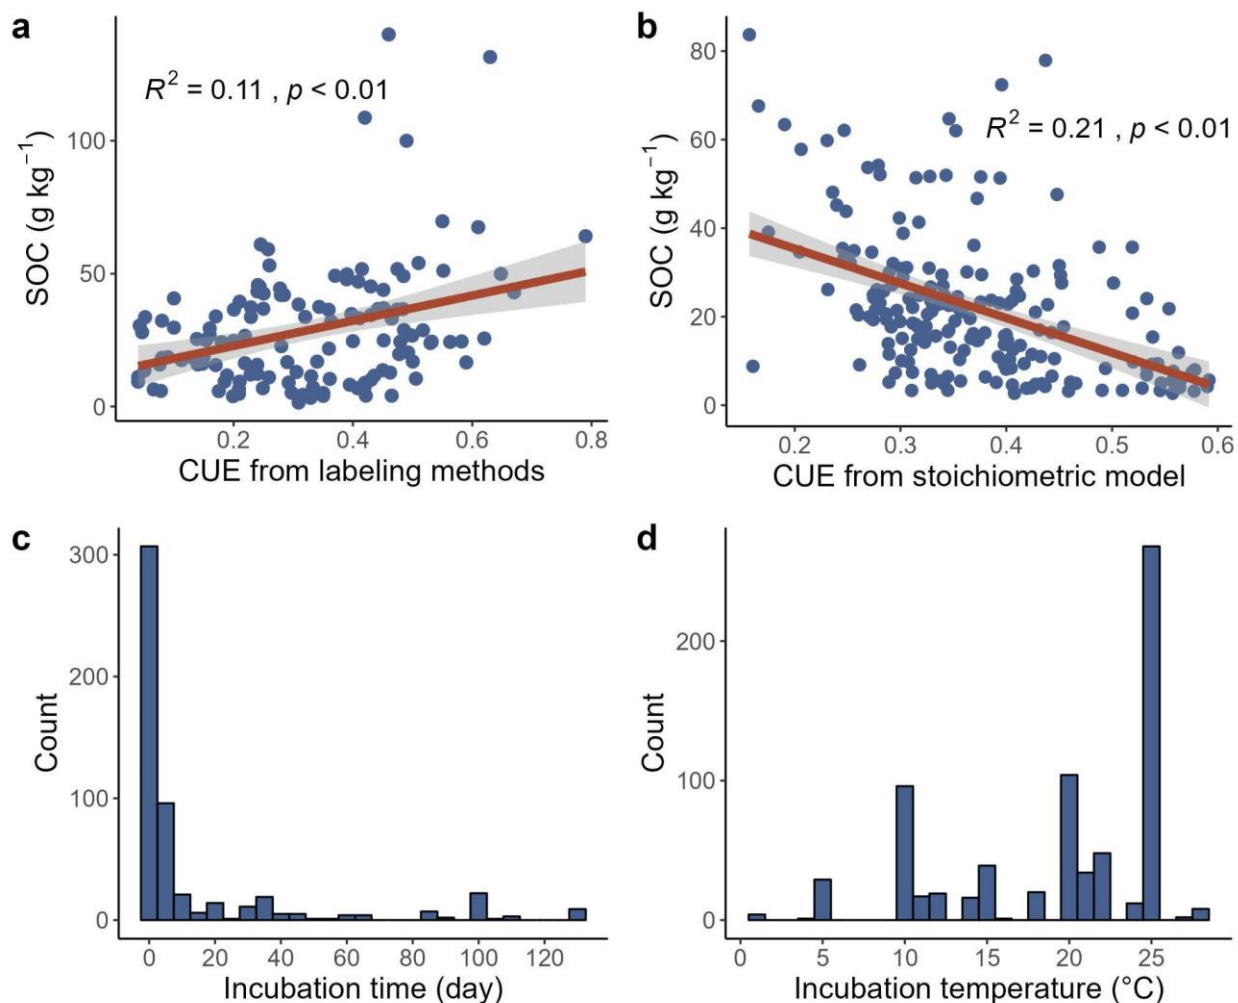 a
R² = 0.11 , p < 0.01
SOC (g kg⁻¹)
100
50
0
0.2 0.4 0.6 0.8
CUE from labeling methods
b
R² = 0.21 , p < 0.01
SOC (g kg⁻¹)
80
60
40
20
0
0.2 0.3 0.4 0.5 0.6
CUE from stoichiometric model
c
Count
300
200
100
0
0 20 40 60 80 100 120
Incubation time (day)
d
Count
200
100
0
0 5 10 15 20 25
Incubation temperature (°C)